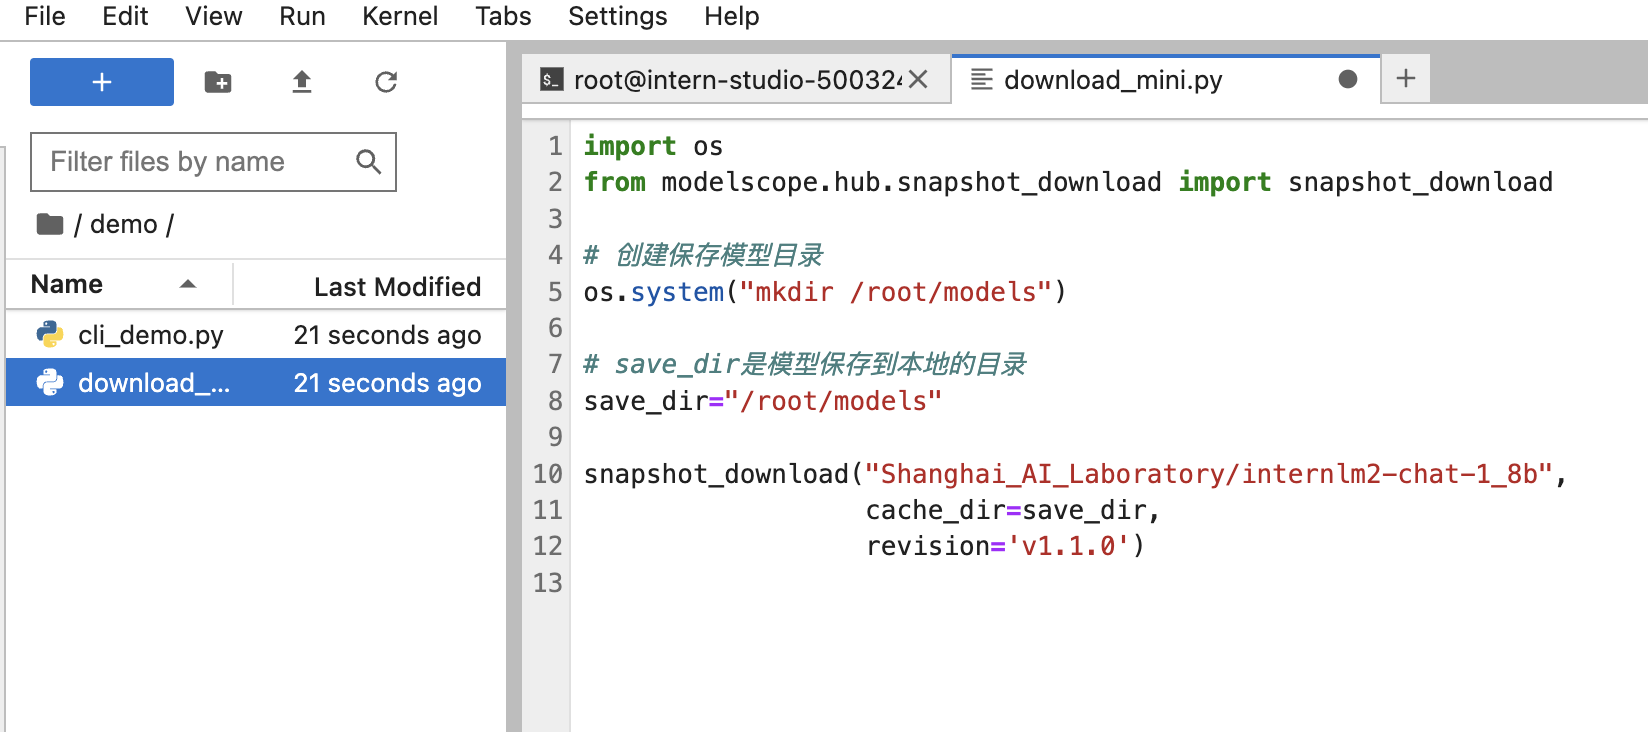 File Edit View Run Kernel Tabs Settings Help
+
Filter files by name
/ demo /
Name Last Modified
cli_demo.py 21 seconds ago
download_... 21 seconds ago
$_ root@intern-studio-500324 download_mini.py +
1 import os
2 from modelscope.hub.snapshot_download import snapshot_download
3
4 # 创建保存模型目录
5 os.system("mkdir /root/models")
6
7 # save_dir是模型保存到本地的目录
8 save_dir="/root/models"
9
10 snapshot_download("Shanghai_AI_Laboratory/internlm2-chat-1_8b",
11 cache_dir=save_dir,
12 revision='v1.1.0')
13